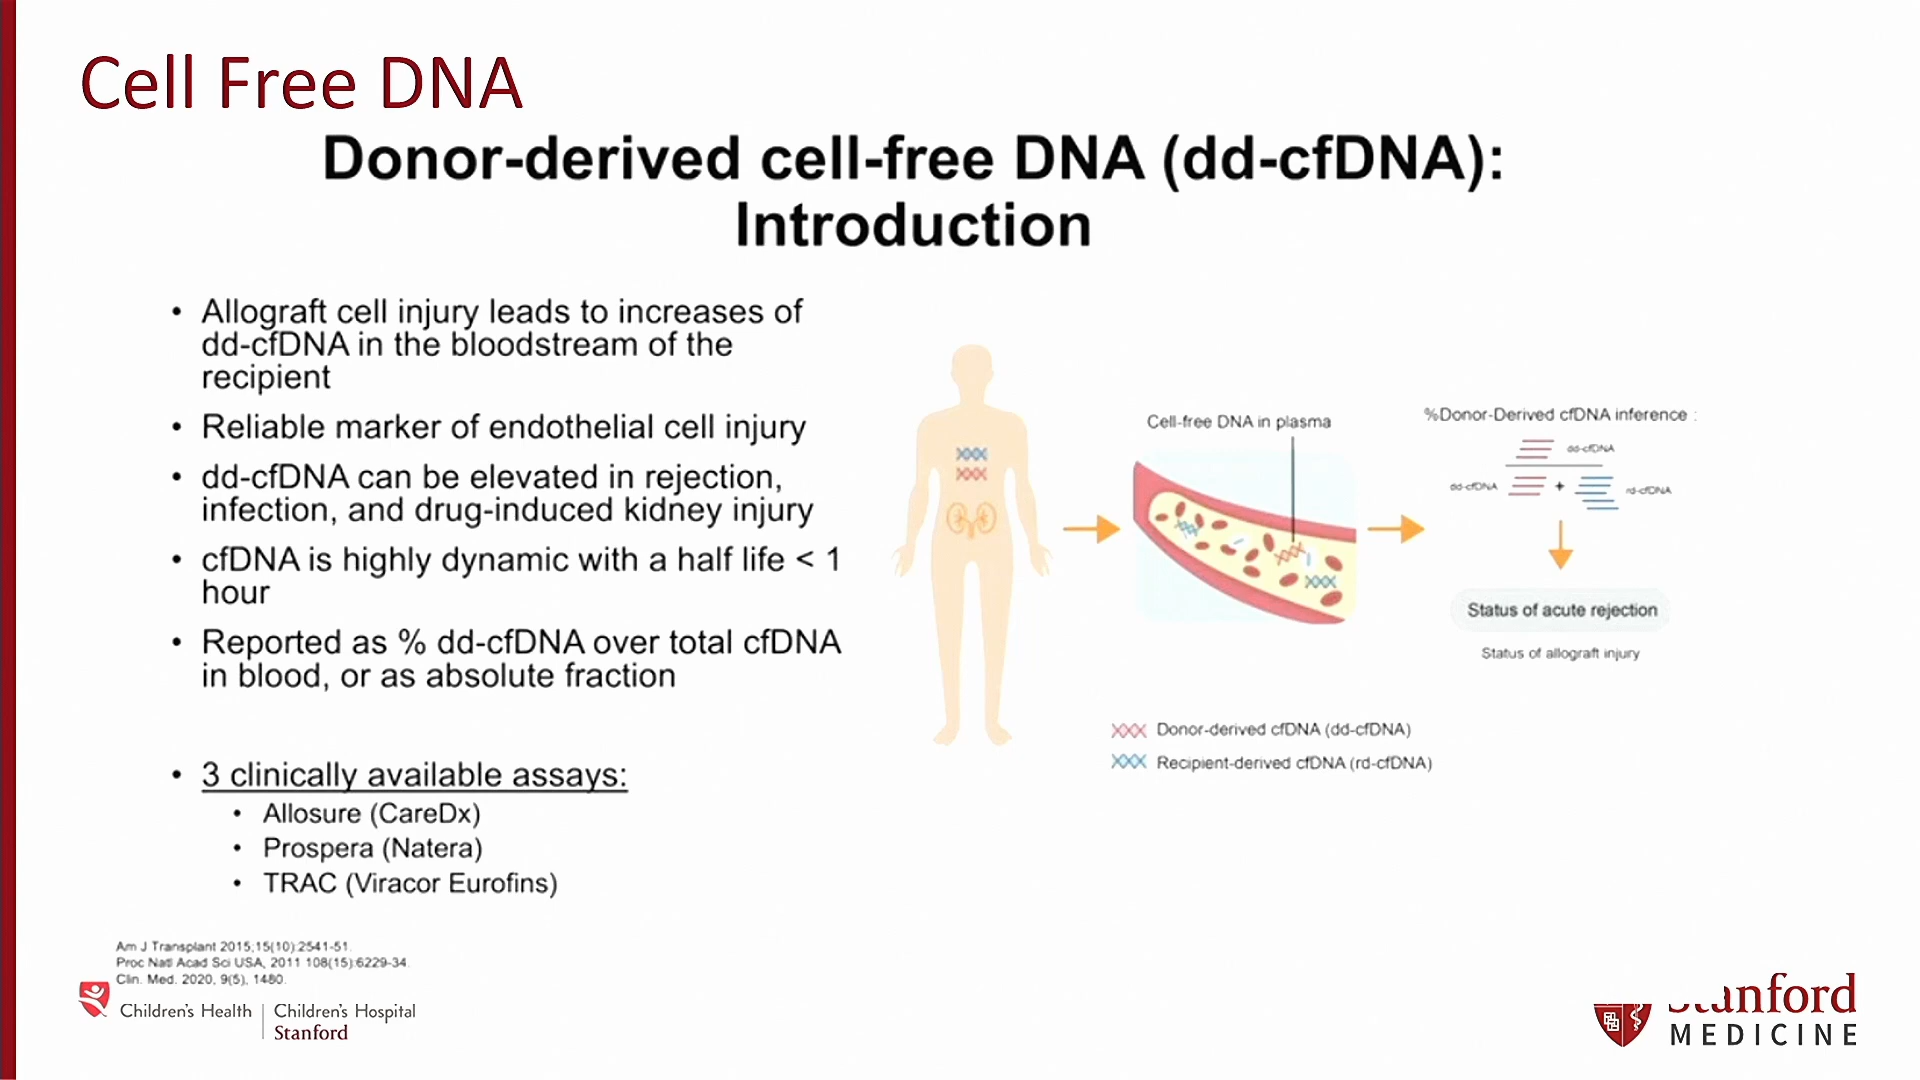 Cell Free DNA
Donor-derived cell-free DNA (dd-cfDNA):
Introduction
• Allograft cell injury leads to increases of
dd-cfDNA in the bloodstream of the
recipient
• Reliable marker of endothelial cell injury
• dd-cfDNA can be elevated in rejection,
infection, and drug-induced kidney injury
• cfDNA is highly dynamic with a half life < 1
hour
• Reported as % dd-cfDNA over total cfDNA
in blood, or as absolute fraction
• 3 clinically available assays:
• Allosure (CareDx)
• Prospera (Natera)
• TRAC (Viracor Eurofins)
Cell-free DNA in plasma
%Donor-Derived cfDNA inference :
dd-cfDNA
dd-cfDNA + rd-cfDNA
Status of acute rejection
Status of allograft injury
Donor-derived cfDNA (dd-cfDNA)
Recipient-derived cfDNA (rd-cfDNA)
Am J Transplant 2015;15(10):2541-51.
Proc Natl Acad Sci USA, 2011 108(15):6229-34.
Clin. Med. 2020, 9(5), 1480.
Children's Health | Children's Hospital
Stanford
Stanford
MEDICINE